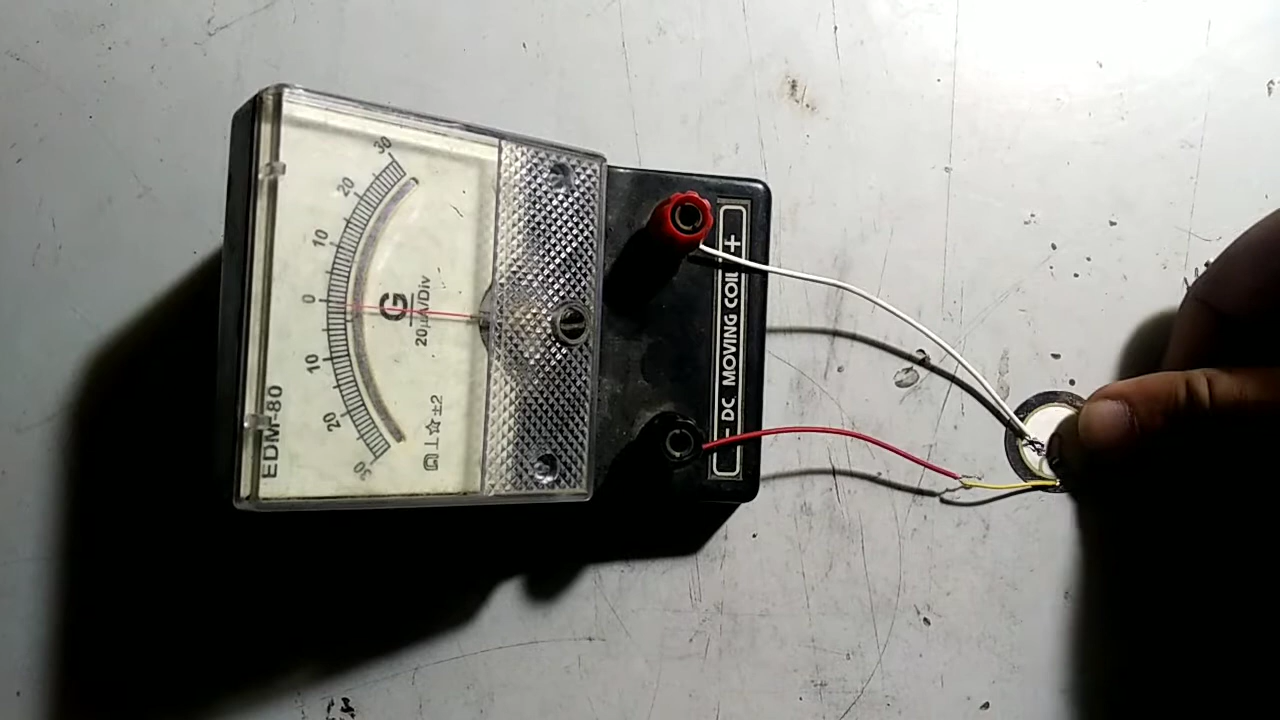 EDM-80
30 20 10 0 10 20 30
G
20μA/Div
⊥ ☆ ±2
− DC MOVING COIL +